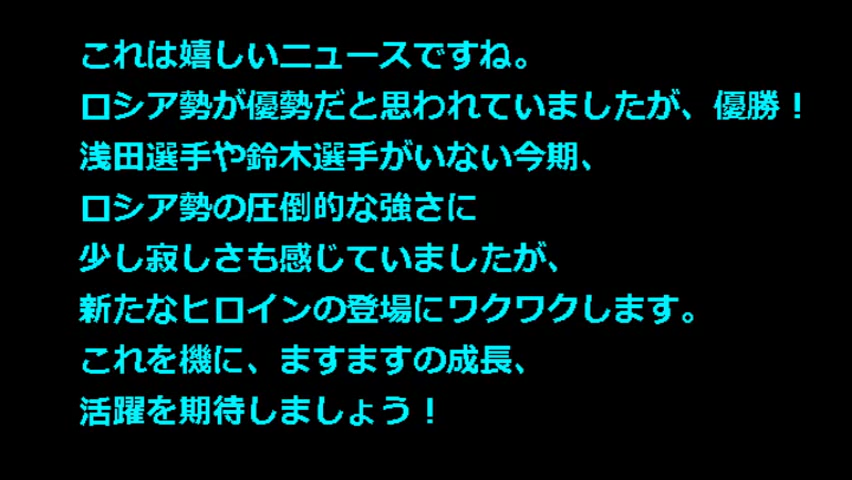 これは嬉しいニュースですね。
ロシア勢が優勢だと思われていましたが、優勝！
浅田選手や鈴木選手がいない今期、
ロシア勢の圧倒的な強さに
少し寂しさも感じていましたが、
新たなヒロインの登場にワクワクします。
これを機に、ますますの成長、
活躍を期待しましょう！